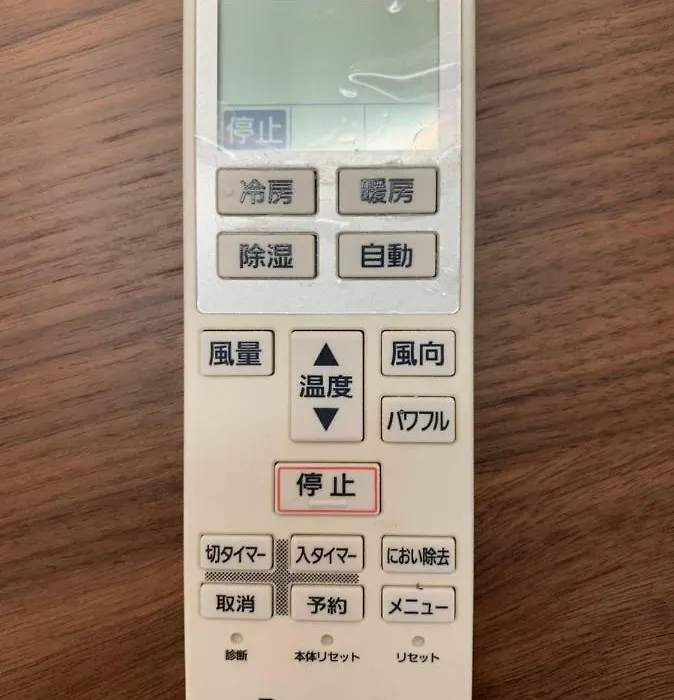 停止
冷房 暖房
除湿 自動
風量 ▲ 風向
温度
▼ パワフル
停止
切タイマー 入タイマー におい除去
取消 予約 メニュー
診断 本体リセット リセット